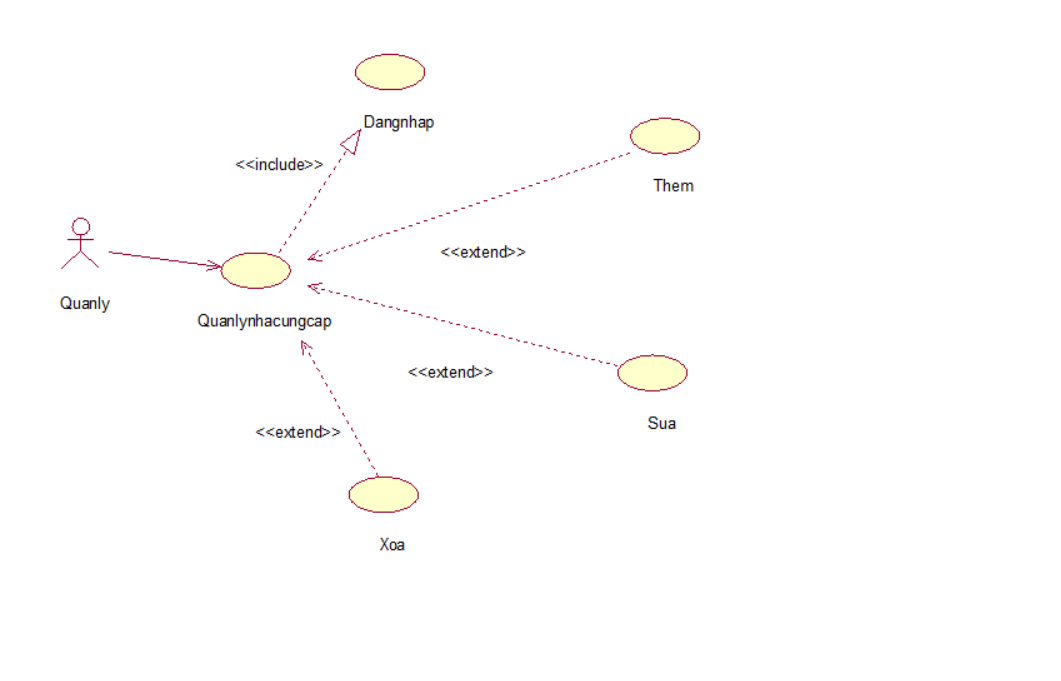 Dangnhap
<<include>>
Them
<<extend>>
Quanly
Quanlynhacungcap
<<extend>>
Sua
<<extend>>
Xoa